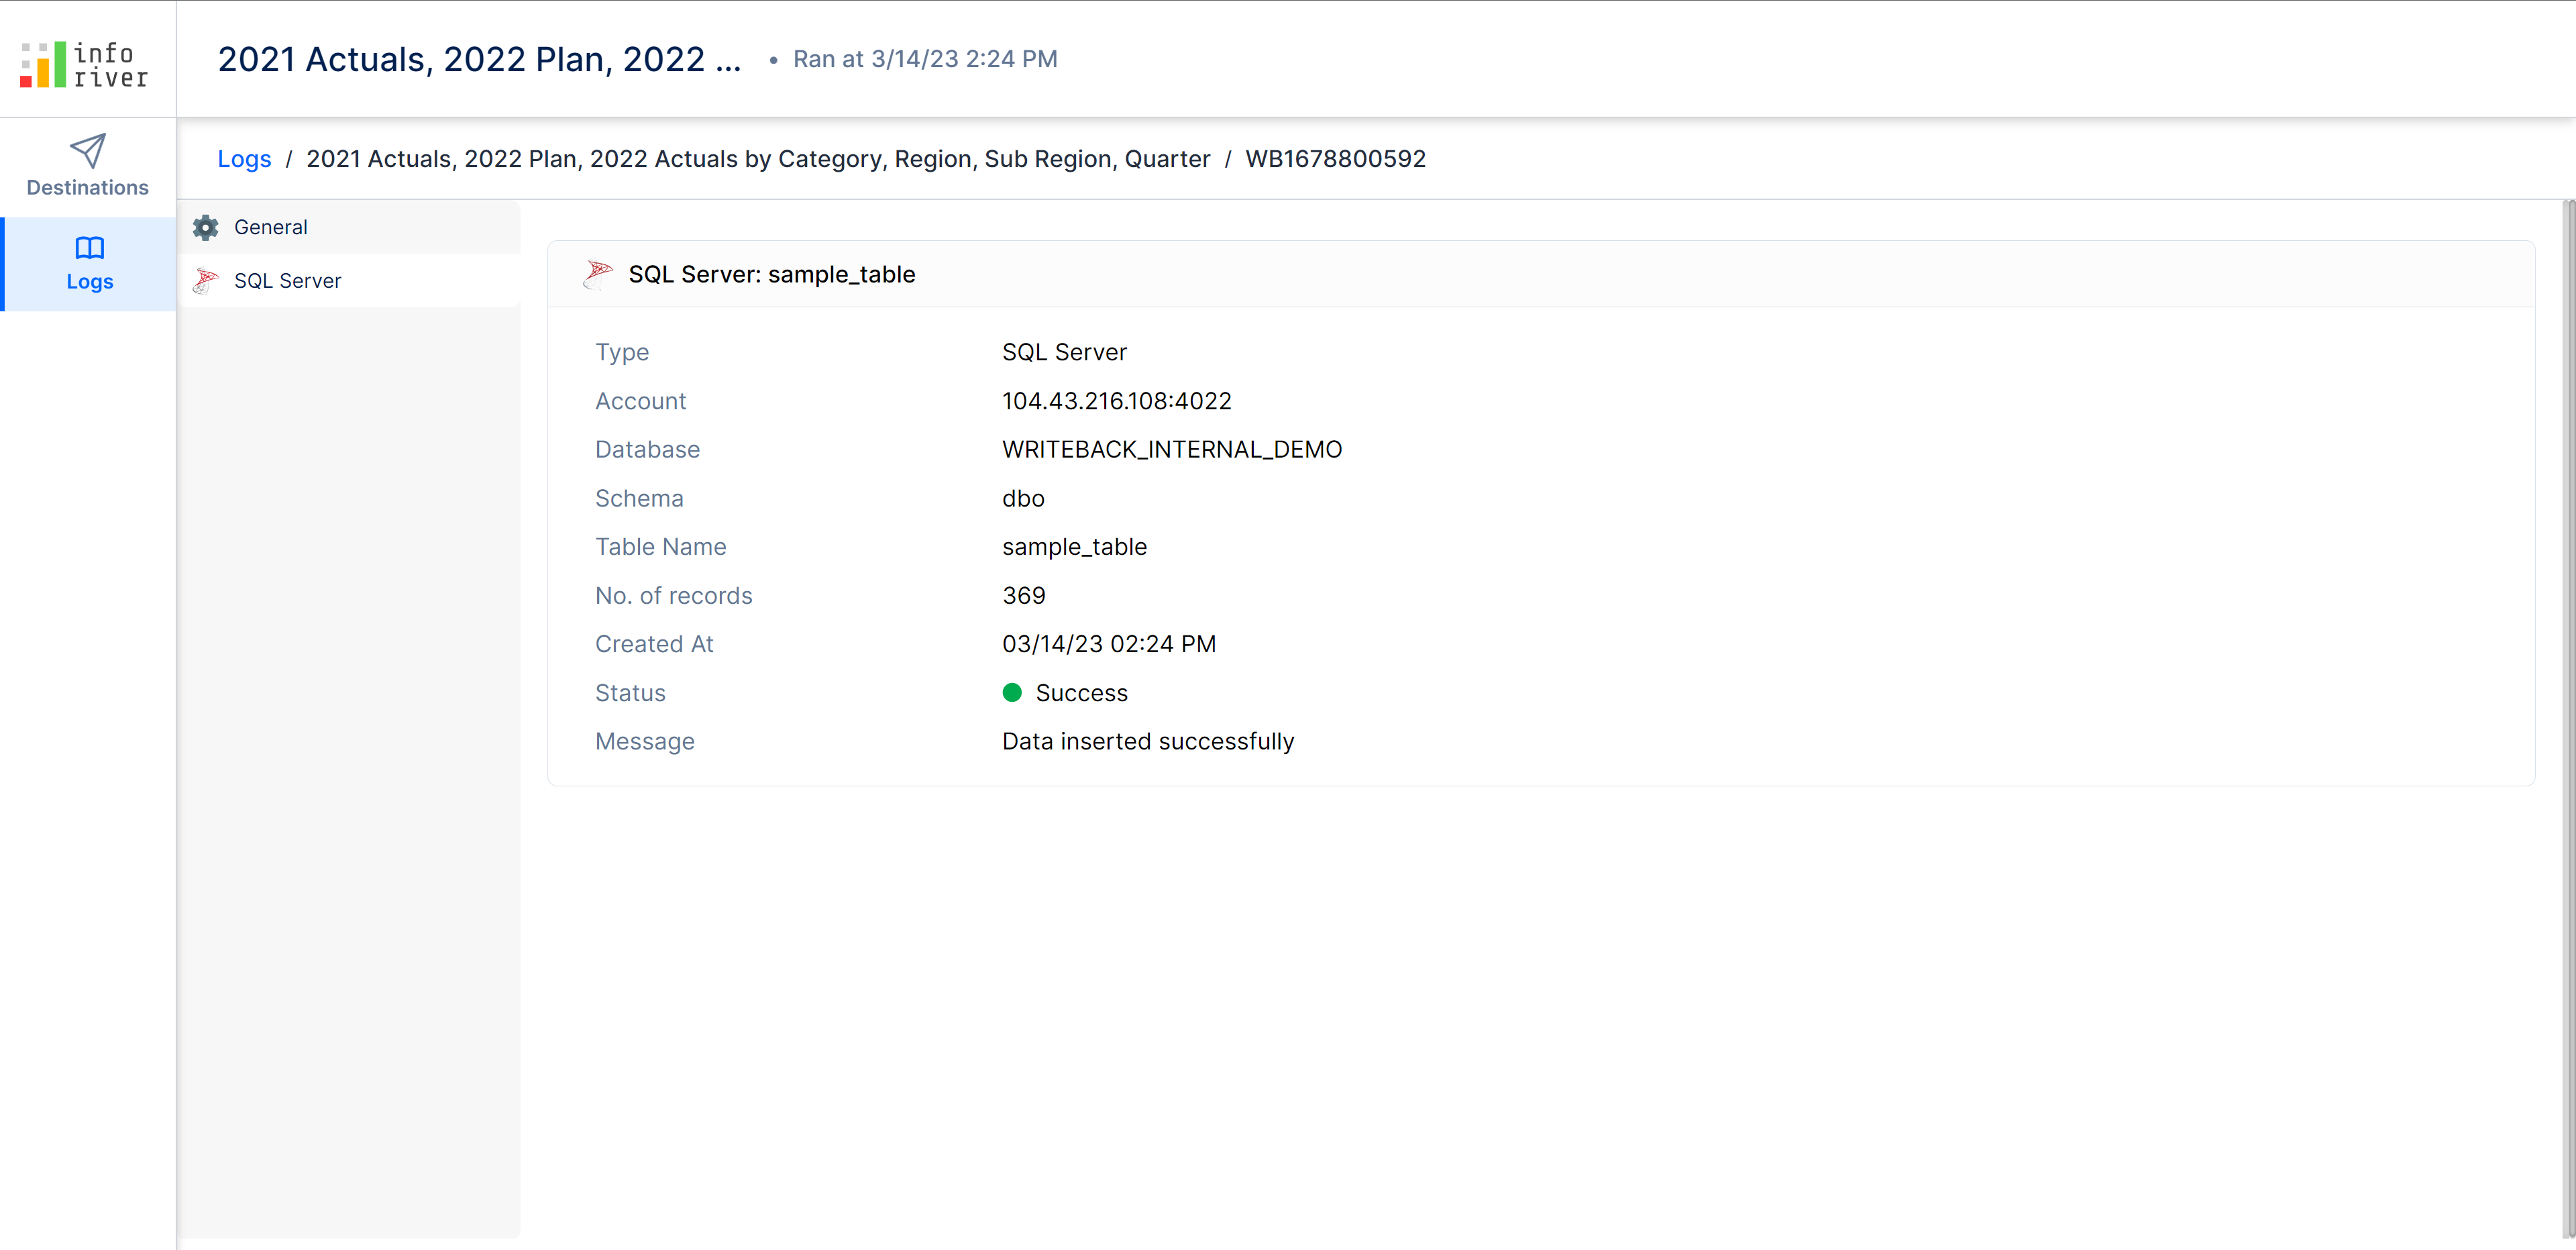 info
river
2021 Actuals, 2022 Plan, 2022 ... • Ran at 3/14/23 2:24 PM
Destinations
Logs
Logs / 2021 Actuals, 2022 Plan, 2022 Actuals by Category, Region, Sub Region, Quarter / WB1678800592
General
SQL Server
SQL Server: sample_table
Type SQL Server
Account 104.43.216.108:4022
Database WRITEBACK_INTERNAL_DEMO
Schema dbo
Table Name sample_table
No. of records 369
Created At 03/14/23 02:24 PM
Status Success
Message Data inserted successfully